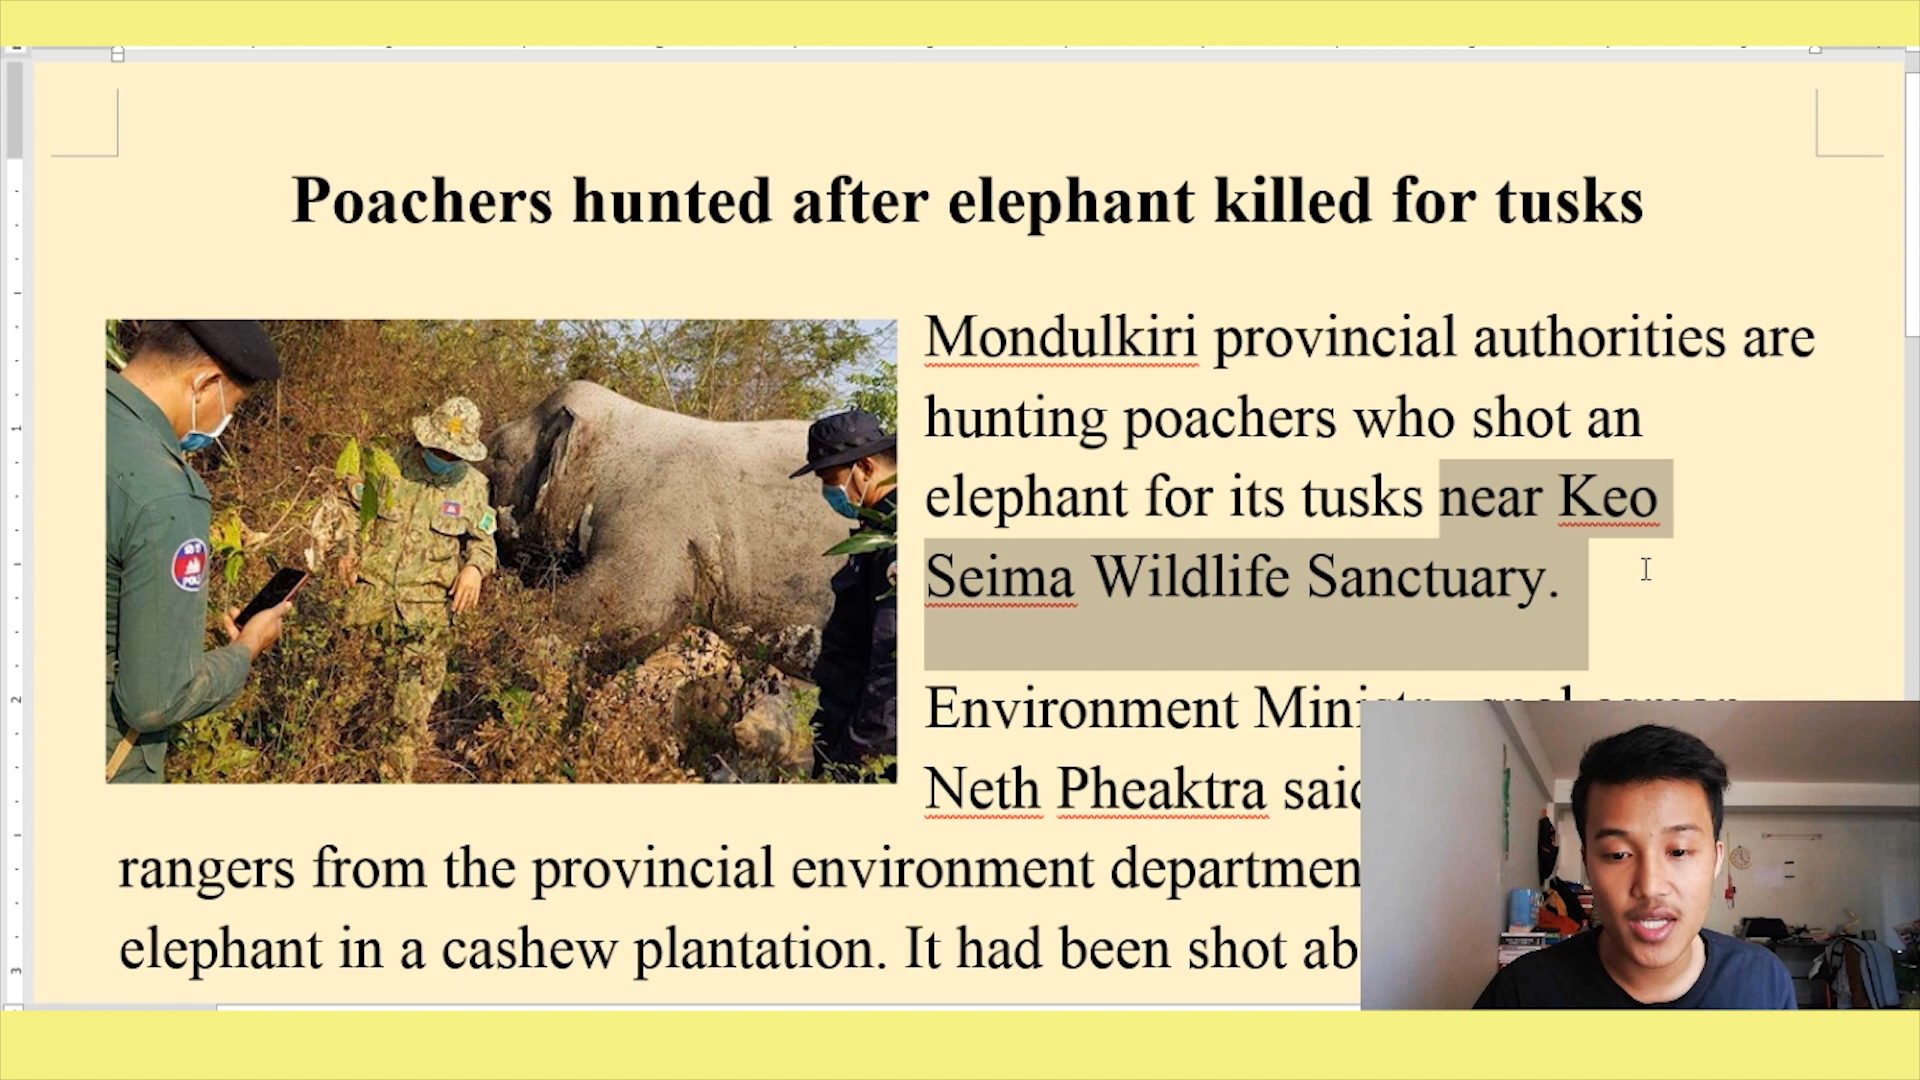 Poachers hunted after elephant killed for tusks
Mondulkiri provincial authorities are
hunting poachers who shot an
elephant for its tusks near Keo
Seima Wildlife Sanctuary.
Environment Ministry spokesman
Neth Pheaktra said
rangers from the provincial environment
elephant in a cashew plantation. It had been shot